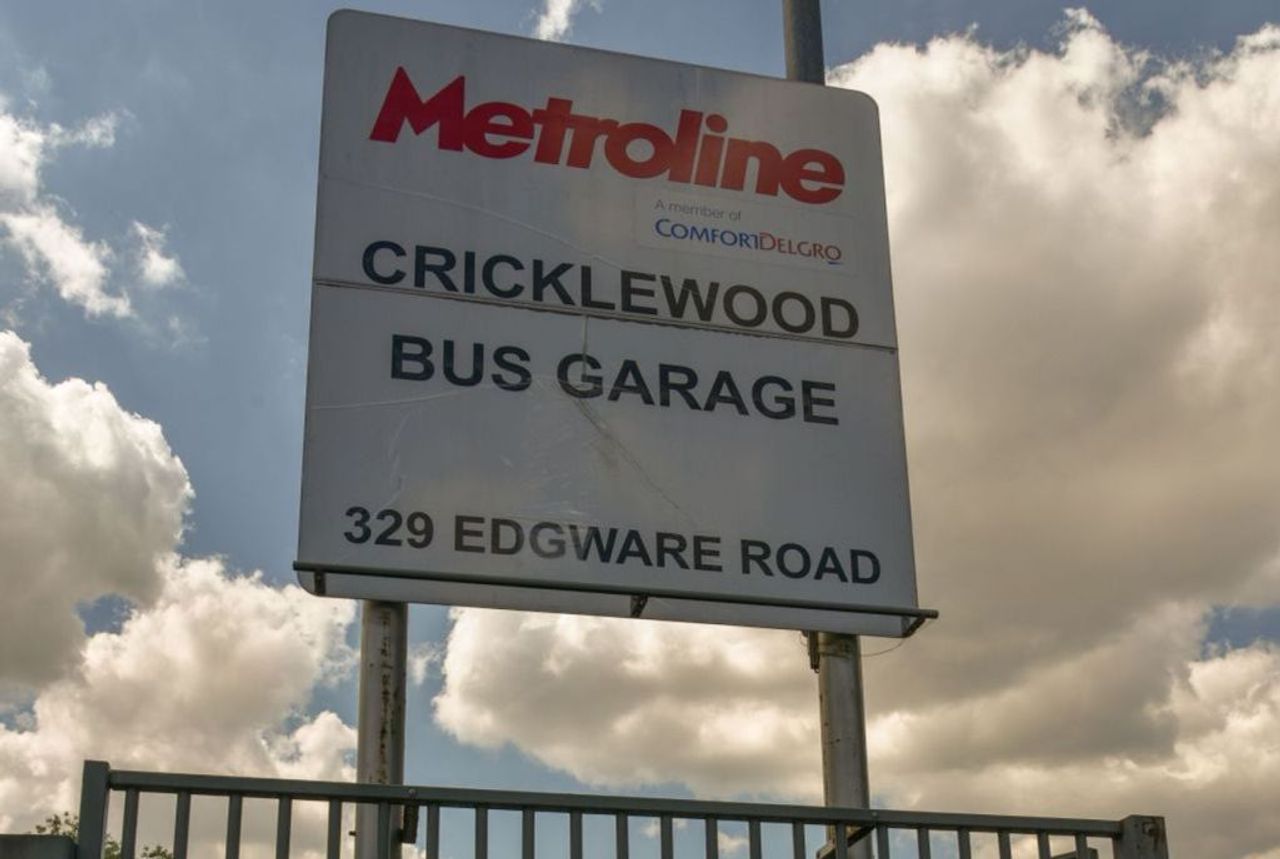 Metroline
A member of
COMFORTDELGRO
CRICKLEWOOD
BUS GARAGE
329 EDGWARE ROAD